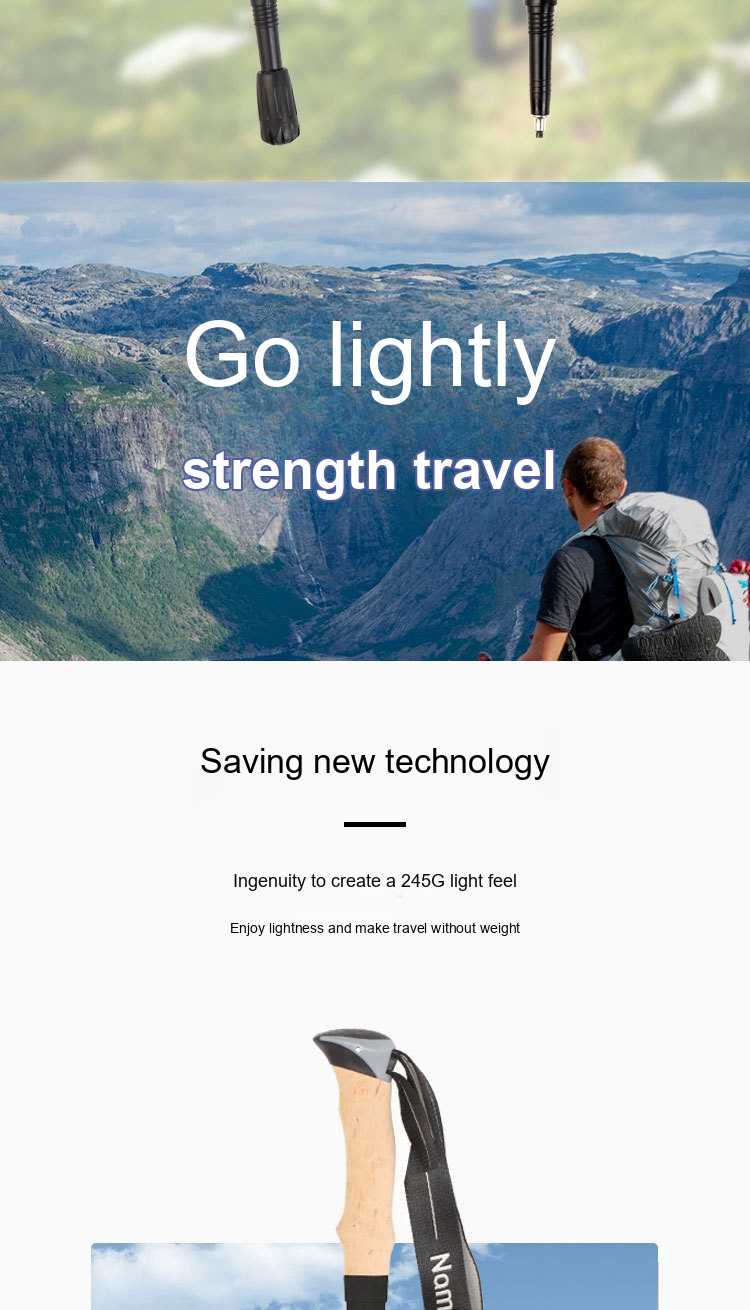 Go lightly
strength travel
Saving new technology
Ingenuity to create a 245G light feel
Enjoy lightness and make travel without weight
Nam